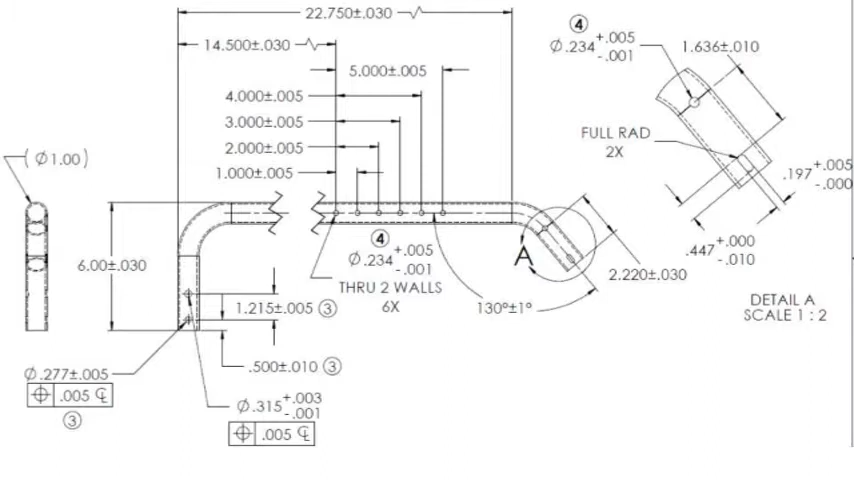 22.750±.030
14.500±.030
5.000±.005
4.000±.005
3.000±.005
2.000±.005
1.000±.005
(Ø1.00)
6.00±.030
④
Ø.234 +.005
-.001
THRU 2 WALLS
6X
1.215±.005 ③
.500±.010 ③
Ø.277±.005
⌖ .005 ℄
③
Ø.315 +.003
-.001
⌖ .005 ℄
130°±1°
A
2.220±.030
④
Ø.234 +.005
-.001
1.636±.010
FULL RAD
2X
.197 +.005
-.000
.447 +.000
-.010
DETAIL A
SCALE 1 : 2